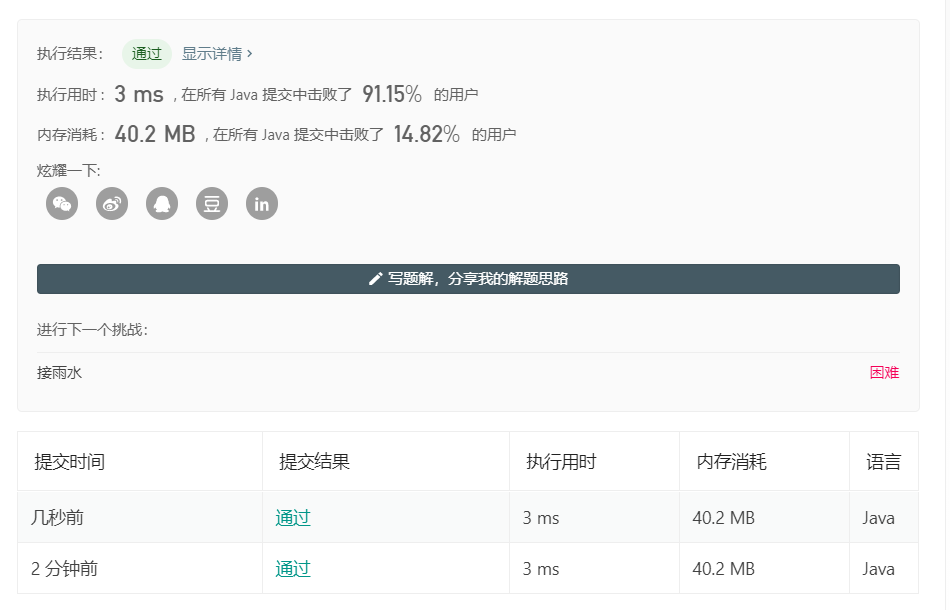 执行结果： 通过 显示详情 ›
执行用时 : 3 ms , 在所有 Java 提交中击败了 91.15% 的用户
内存消耗 : 40.2 MB , 在所有 Java 提交中击败了 14.82% 的用户
炫耀一下:
豆 in
写题解，分享我的解题思路
进行下一个挑战：
接雨水 困难
提交时间 提交结果 执行用时 内存消耗 语言
几秒前 通过 3 ms 40.2 MB Java
2 分钟前 通过 3 ms 40.2 MB Java